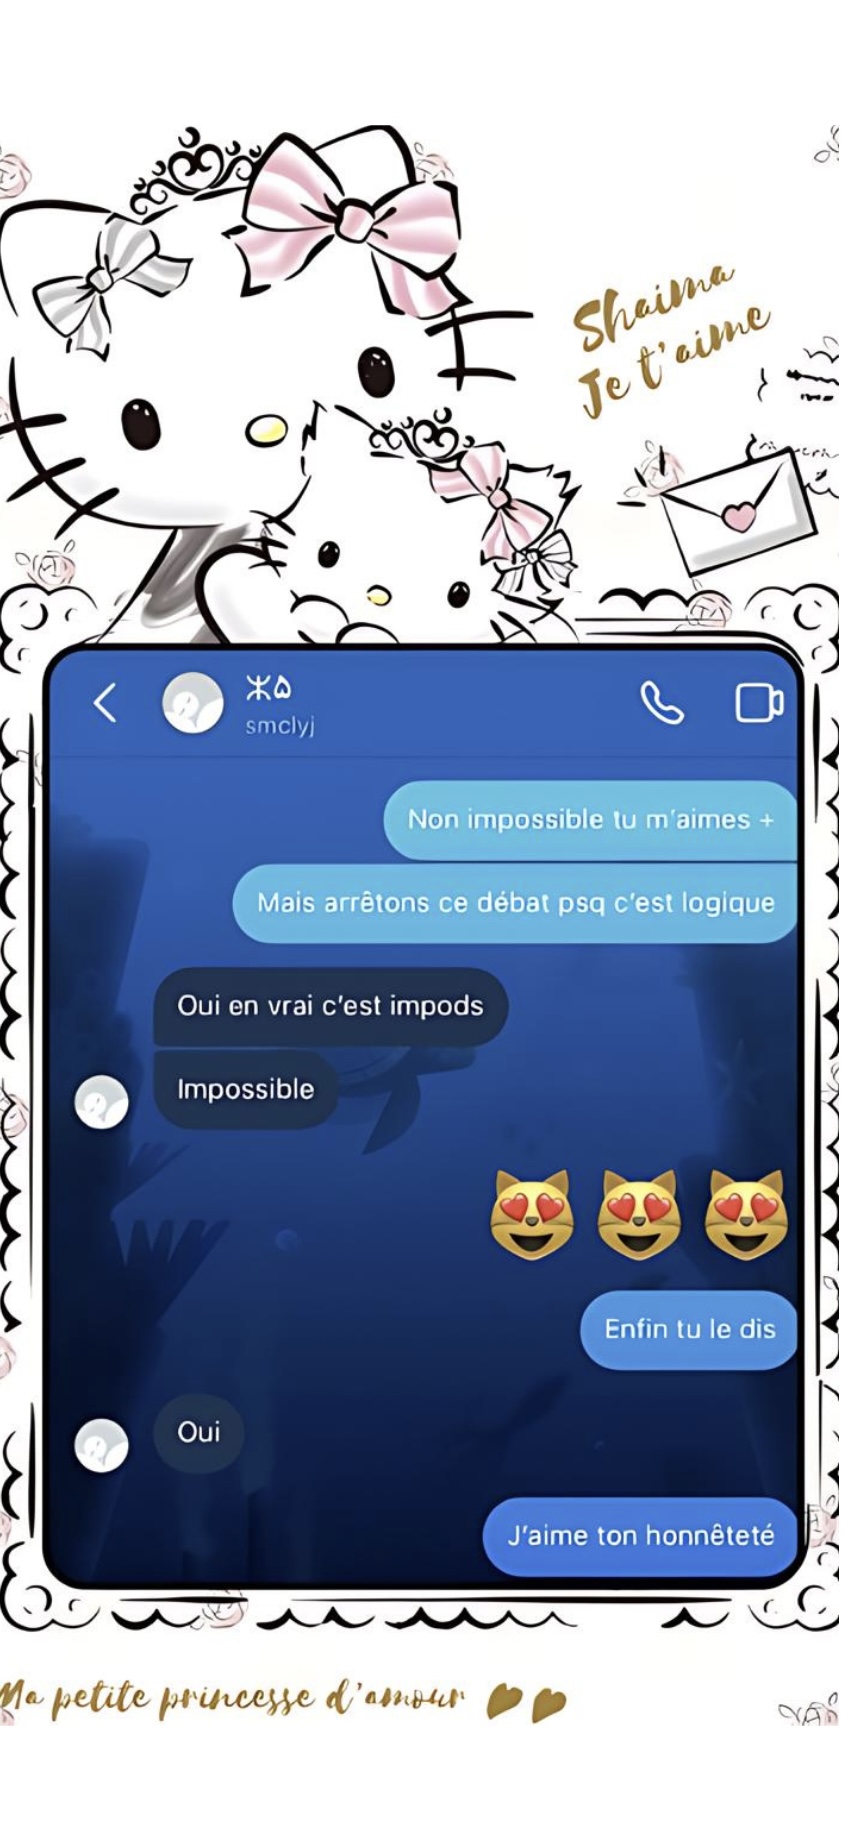 Shaima
Je t'aime
ⵣ۵
smclyj
Non impossible tu m'aimes +
Mais arrêtons ce débat psq c'est logique
Oui en vrai c'est impods
Impossible
😻 😻 😻
Enfin tu le dis
Oui
J'aime ton honnêteté
Ma petite princesse d'amour